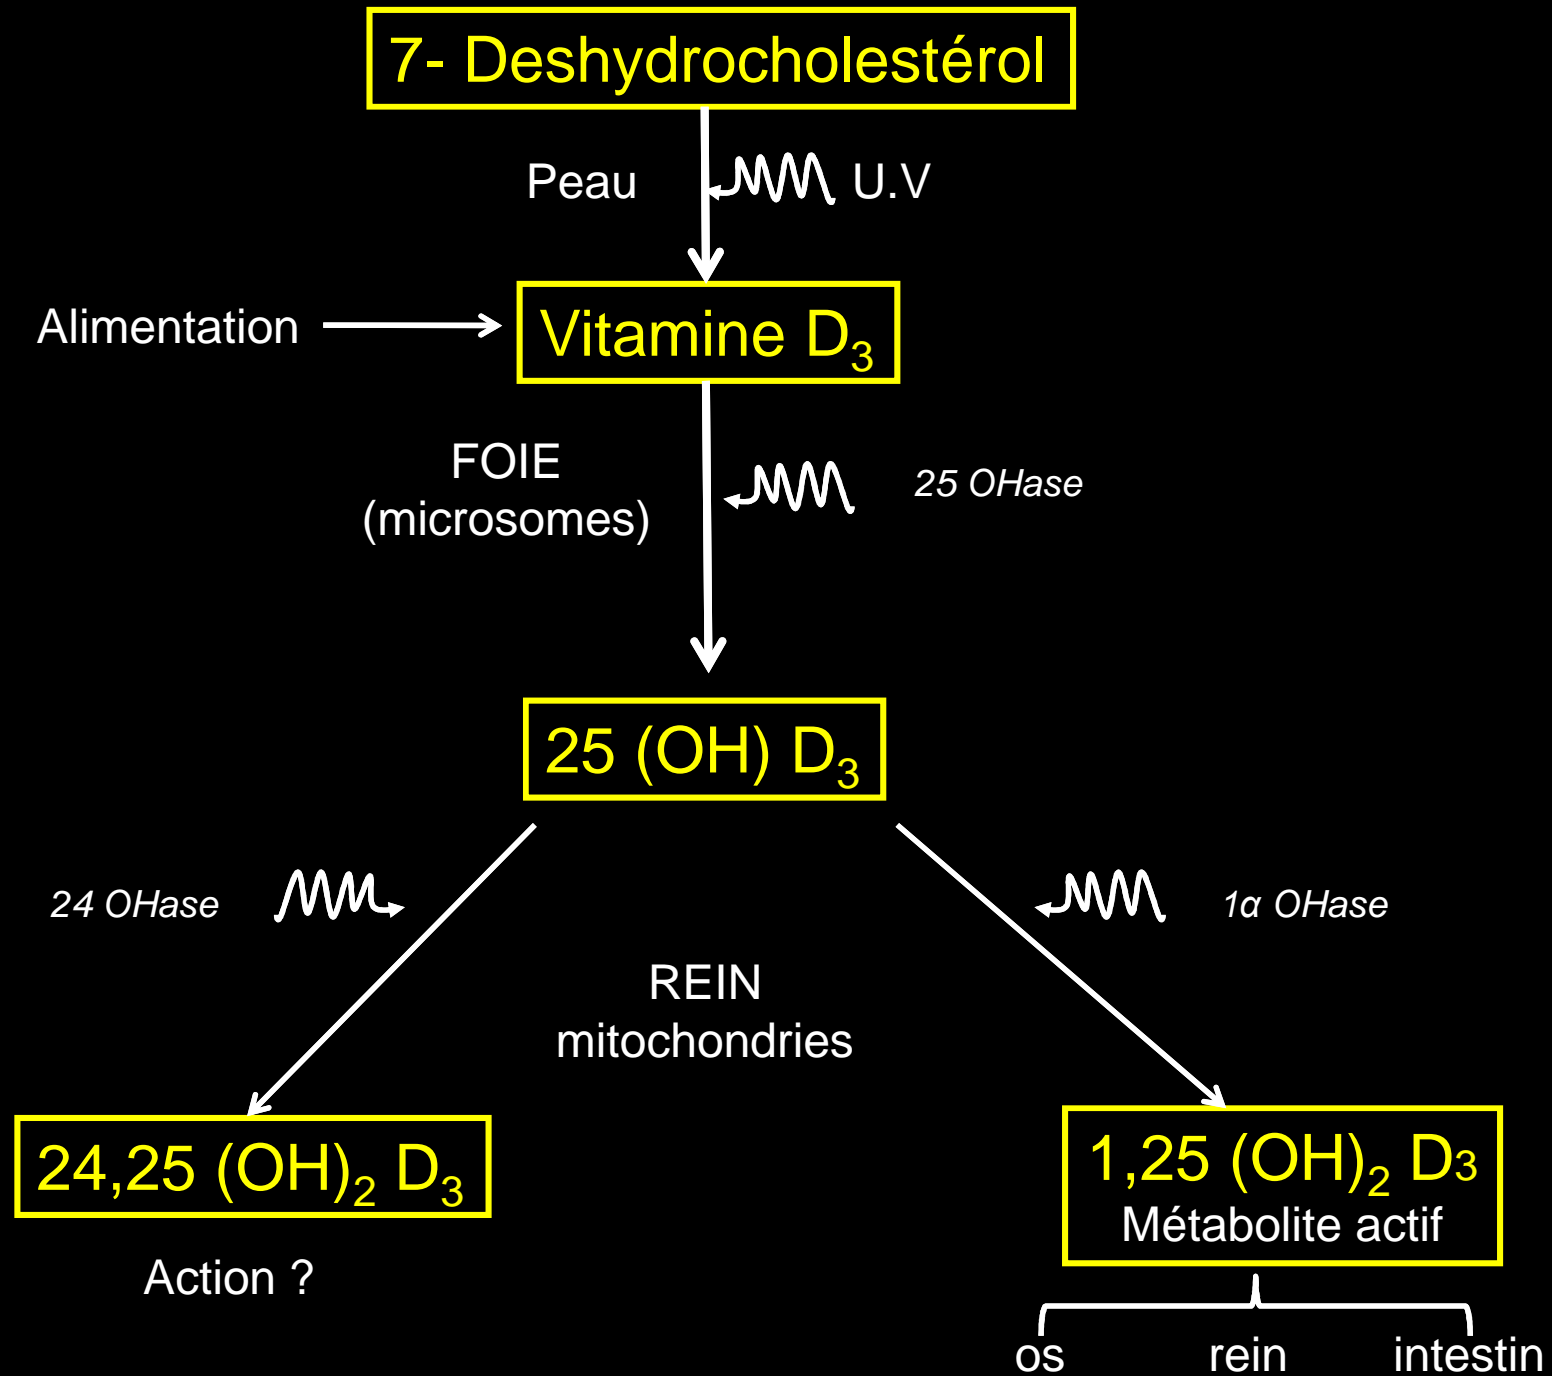 7- Deshydrocholestérol
Peau
U.V
Alimentation
Vitamine D₃
FOIE
(microsomes)
25 OHase
25 (OH) D₃
24 OHase
1α OHase
REIN
mitochondries
24,25 (OH)₂ D₃
1,25 (OH)₂ D3
Métabolite actif
Action ?
os rein intestin